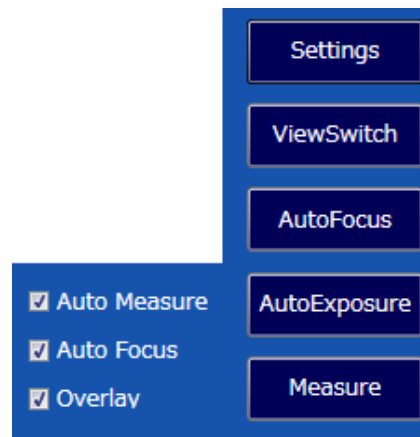 Settings
ViewSwitch
AutoFocus
Auto Measure
AutoExposure
Auto Focus
Measure
Overlay